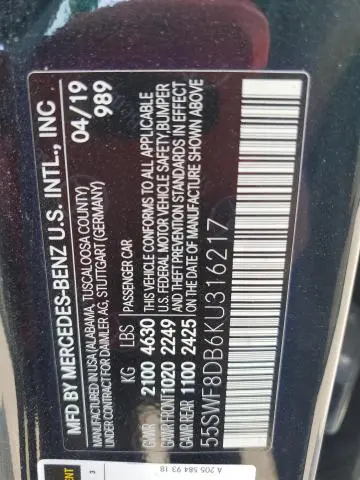 MFD BY MERCEDES-BENZ U.S. INTL., INC
MANUFACTURED IN USA (ALABAMA, TUSCALOOSA COUNTY)
UNDER CONTRACT FOR DAIMLER AG, STUTTGART (GERMANY)
04/19
989
PASSENGER CAR
KG LBS
GVWR 2100 4630
GAWR FRONT 1020 2249
GAWR REAR 1100 2425
THIS VEHICLE CONFORMS TO ALL APPLICABLE
U.S. FEDERAL MOTOR VEHICLE SAFETY,BUMPER
AND THEFT PREVENTION STANDARDS IN EFFECT
ON THE DATE OF MANUFACTURE SHOWN ABOVE
55SWF8DB6KU316217
A 205 584 93 18
3